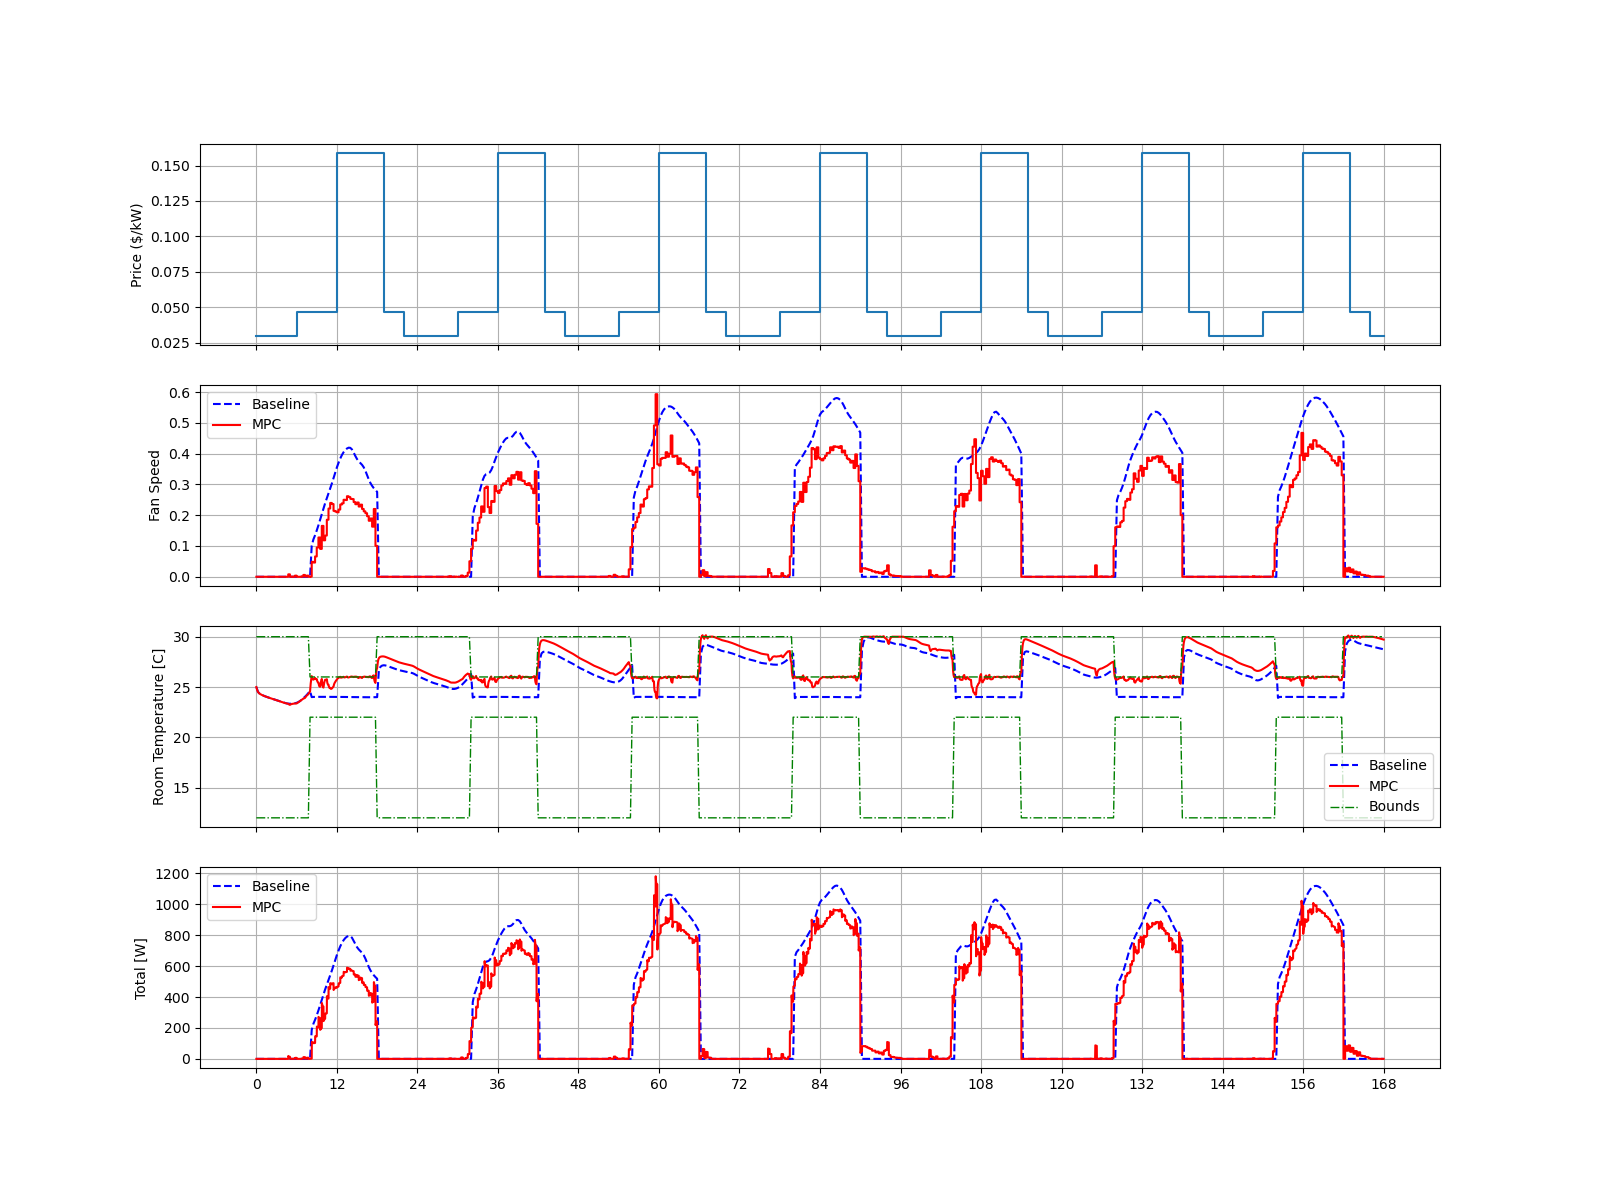 Price ($/kW)
0.150
0.125
0.100
0.075
0.050
0.025
Fan Speed
0.6
0.5
0.4
0.3
0.2
0.1
0.0
Baseline
MPC
Room Temperature [C]
30
25
20
15
Baseline
MPC
Bounds
Total [W]
1200
1000
800
600
400
200
0
Baseline
MPC
0 12 24 36 48 60 72 84 96 108 120 132 144 156 168